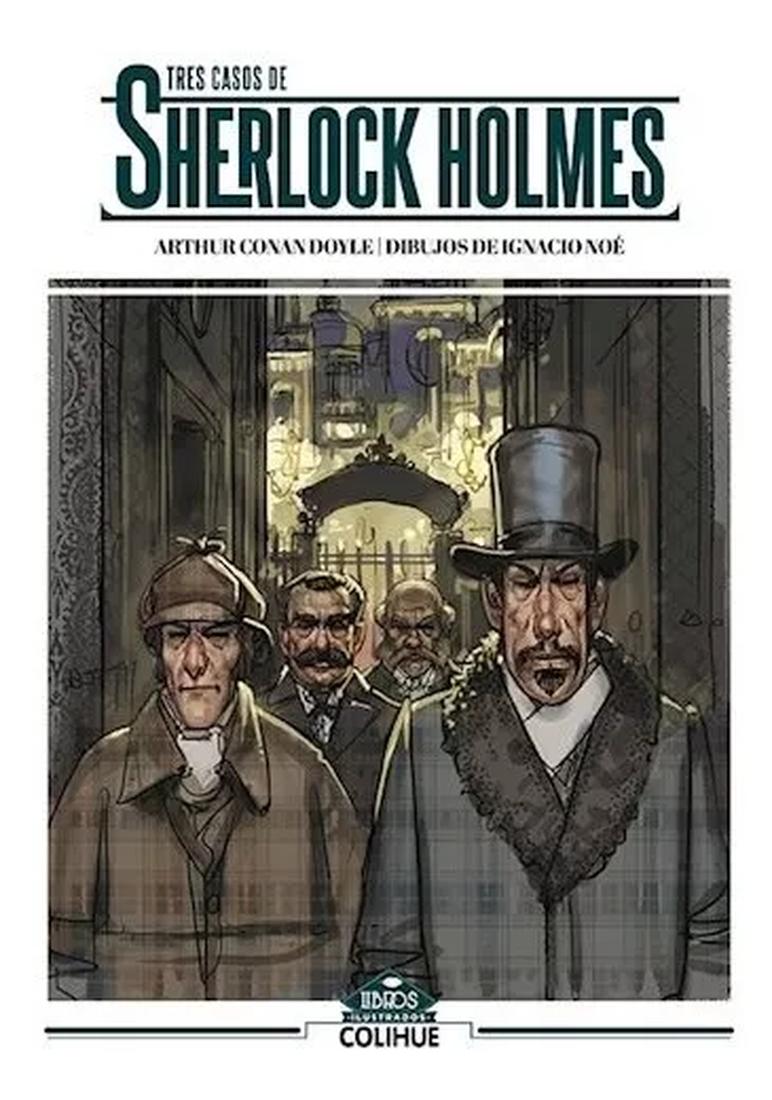 TRES CASOS DE
SHERLOCK HOLMES
ARTHUR CONAN DOYLE | DIBUJOS DE IGNACIO NOÉ
LIBROS
ILUSTRADOS
COLIHUE